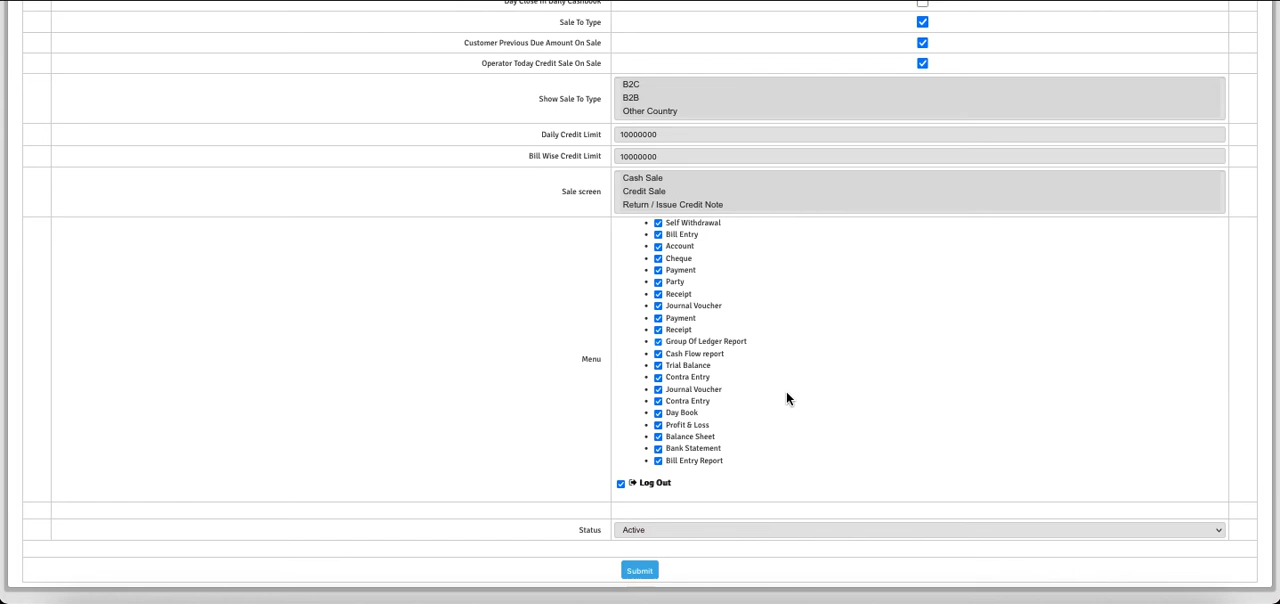 Day Close In Daily Cashbook
Sale To Type
Customer Previous Due Amount On Sale
Operator Today Credit Sale On Sale
Show Sale To Type
B2C
B2B
Other Country
Daily Credit Limit
10000000
Bill Wise Credit Limit
10000000
Sale screen
Cash Sale
Credit Sale
Return / Issue Credit Note
Menu
Self Withdrawal
Bill Entry
Account
Cheque
Payment
Party
Receipt
Journal Voucher
Payment
Receipt
Group Of Ledger Report
Cash Flow report
Trial Balance
Contra Entry
Journal Voucher
Contra Entry
Day Book
Profit & Loss
Balance Sheet
Bank Statement
Bill Entry Report
Log Out
Status
Active
Submit